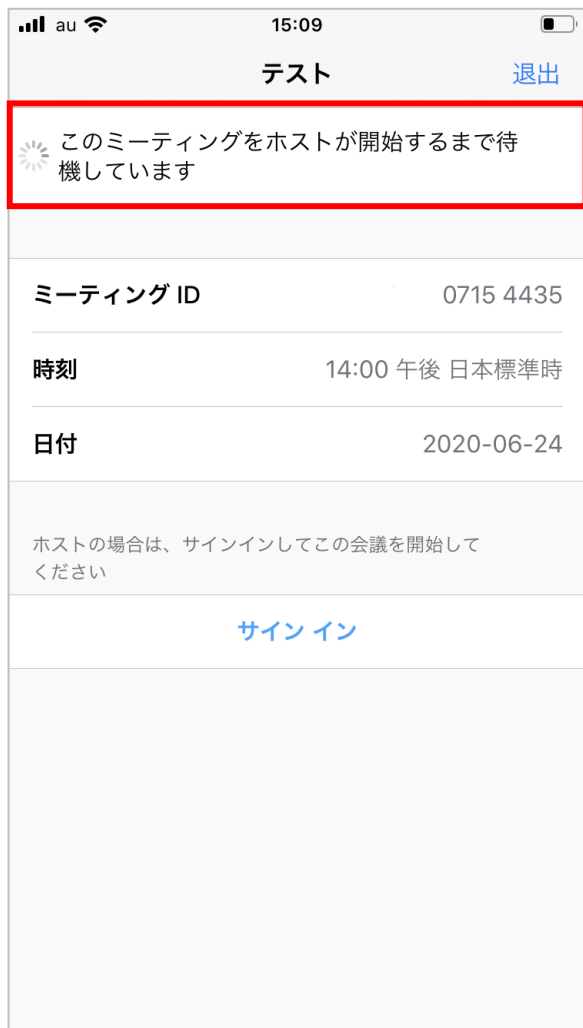 au 15:09
テスト 退出
このミーティングをホストが開始するまで待
機しています
ミーティング ID 0715 4435
時刻 14:00 午後 日本標準時
日付 2020-06-24
ホストの場合は、サインインしてこの会議を開始して
ください
サイン イン